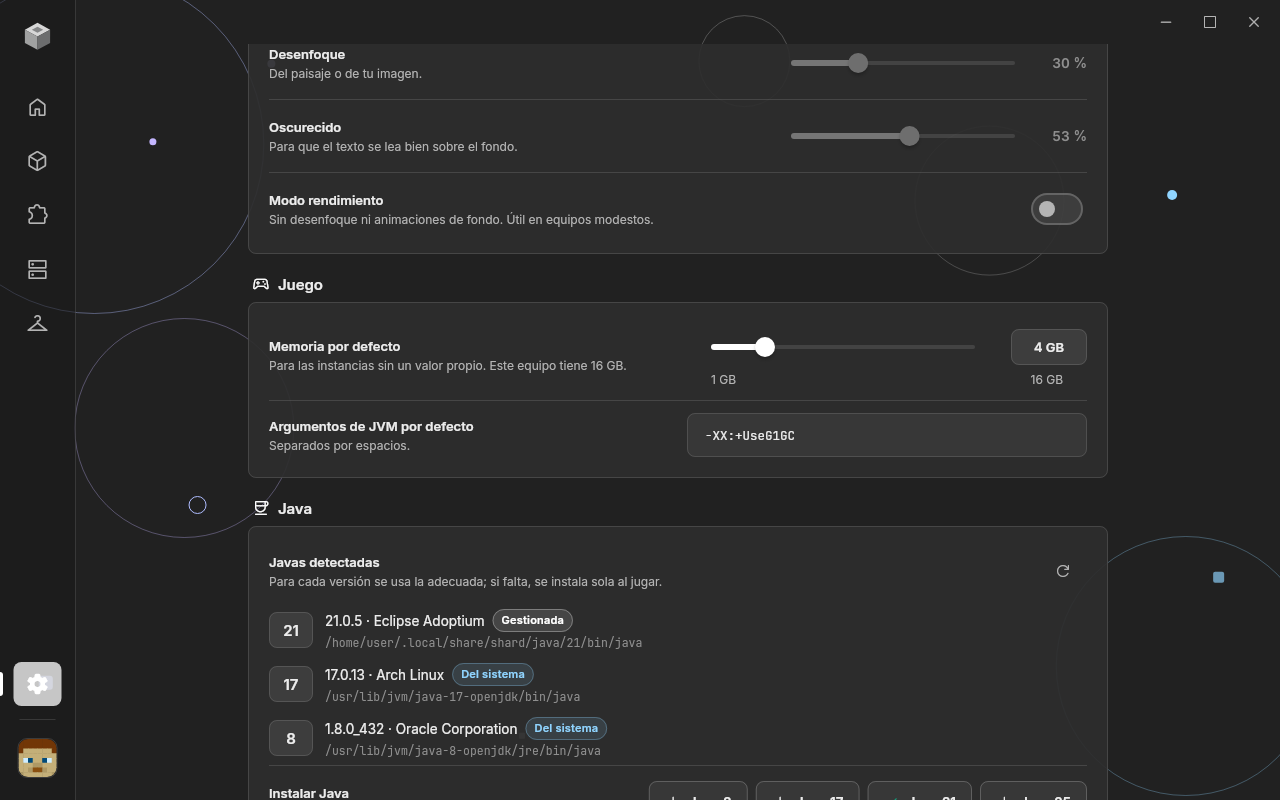 Desenfoque
Del paisaje o de tu imagen.
30 %
Oscurecido
Para que el texto se lea bien sobre el fondo.
53 %
Modo rendimiento
Sin desenfoque ni animaciones de fondo. Útil en equipos modestos.
Juego
Memoria por defecto
Para las instancias sin un valor propio. Este equipo tiene 16 GB.
4 GB
1 GB
16 GB
Argumentos de JVM por defecto
Separados por espacios.
-XX:+UseG1GC
Java
Javas detectadas
Para cada versión se usa la adecuada; si falta, se instala sola al jugar.
21
21.0.5 · Eclipse Adoptium
Gestionada
/home/user/.local/share/shard/java/21/bin/java
17
17.0.13 · Arch Linux
Del sistema
/usr/lib/jvm/java-17-openjdk/bin/java
8
1.8.0_432 · Oracle Corporation
Del sistema
/usr/lib/jvm/java-8-openjdk/jre/bin/java
Instalar Java